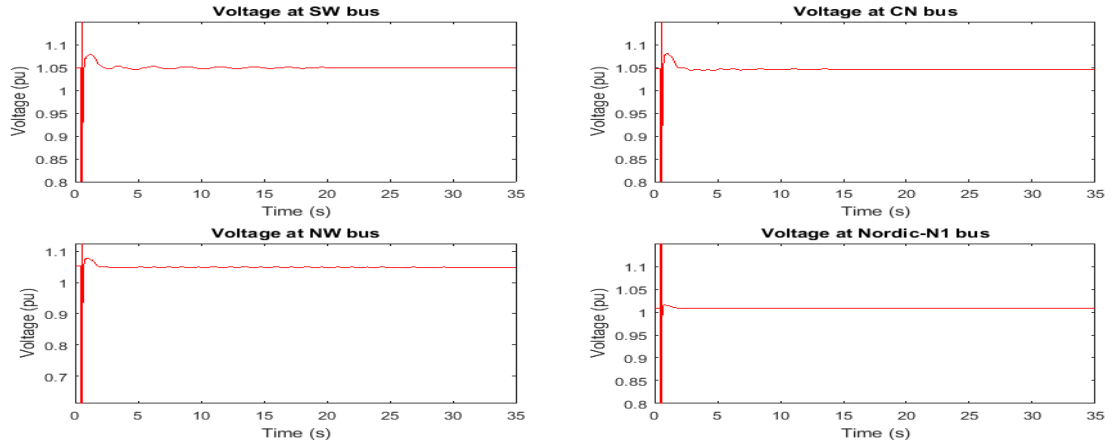 Voltage at SW bus
Voltage (pu)
1.1
1.05
1
0.95
0.9
0.85
0.8
0 5 10 15 20 25 30 35
Time (s)
Voltage at CN bus
Voltage (pu)
1.1
1.05
1
0.95
0.9
0.85
0.8
0 5 10 15 20 25 30 35
Time (s)
Voltage at NW bus
Voltage (pu)
1.1
1
0.9
0.8
0.7
0 5 10 15 20 25 30 35
Time (s)
Voltage at Nordic-N1 bus
Voltage (pu)
1.1
1.05
1
0.95
0.9
0.85
0.8
0 5 10 15 20 25 30 35
Time (s)